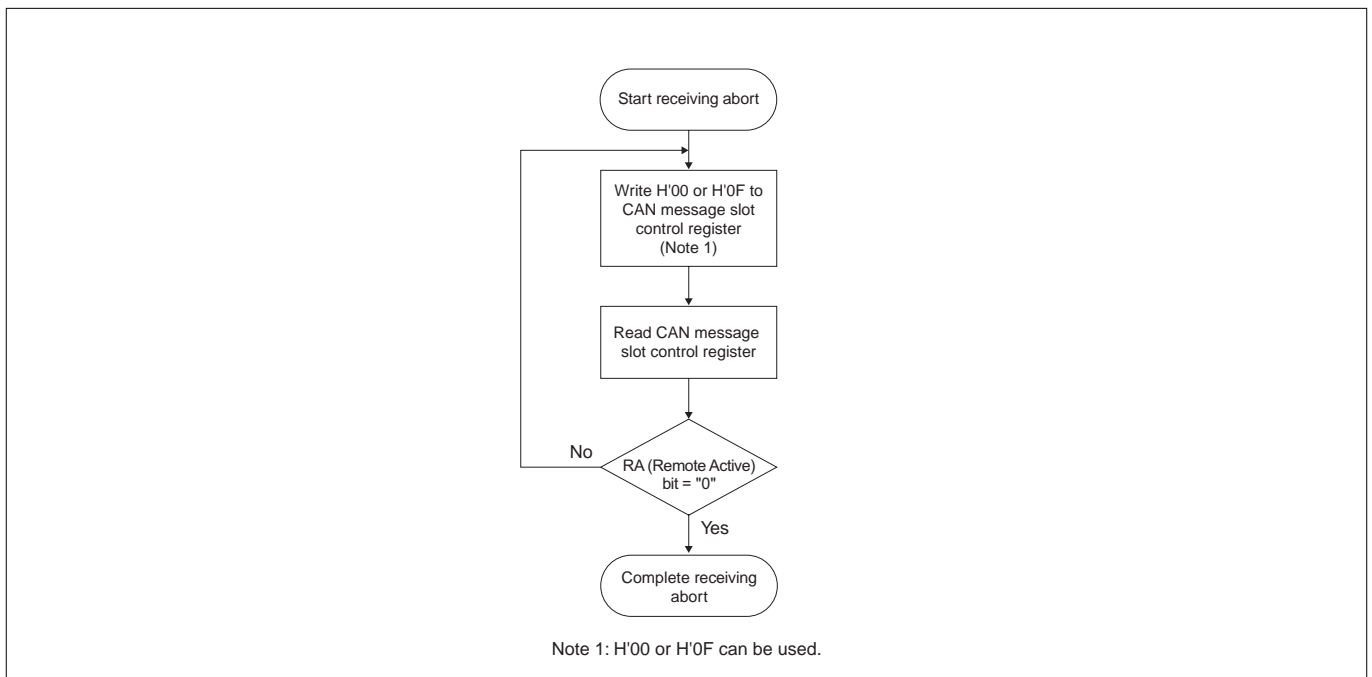 Start receiving abort
Write H'00 or H'0F to
CAN message slot
control register
(Note 1)
Read CAN message
slot control register
No
RA (Remote Active)
bit = "0"
Yes
Complete receiving
abort
Note 1: H'00 or H'0F can be used.